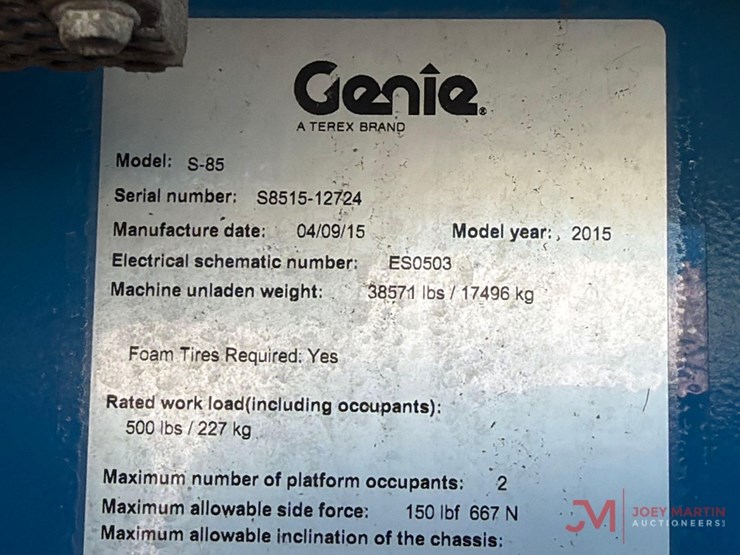 Genie®
A TEREX BRAND
Model: S-85
Serial number: S8515-12724
Manufacture date: 04/09/15 Model year: 2015
Electrical schematic number: ES0503
Machine unladen weight: 38571 lbs / 17496 kg
Foam Tires Required: Yes
Rated work load(including occupants):
500 lbs / 227 kg
Maximum number of platform occupants: 2
Maximum allowable side force: 150 lbf 667 N
Maximum allowable inclination of the chassis:
JM JOEY MARTIN
AUCTIONEERS